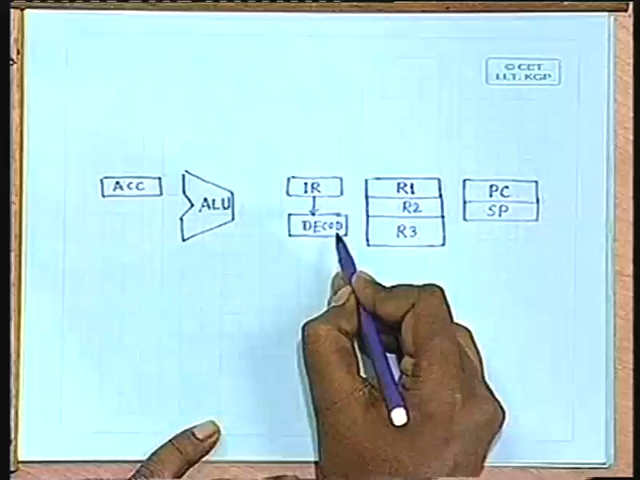 © CET
I.I.T. KGP
ACC
ALU
IR
DECOD
R1
R2
R3
PC
SP